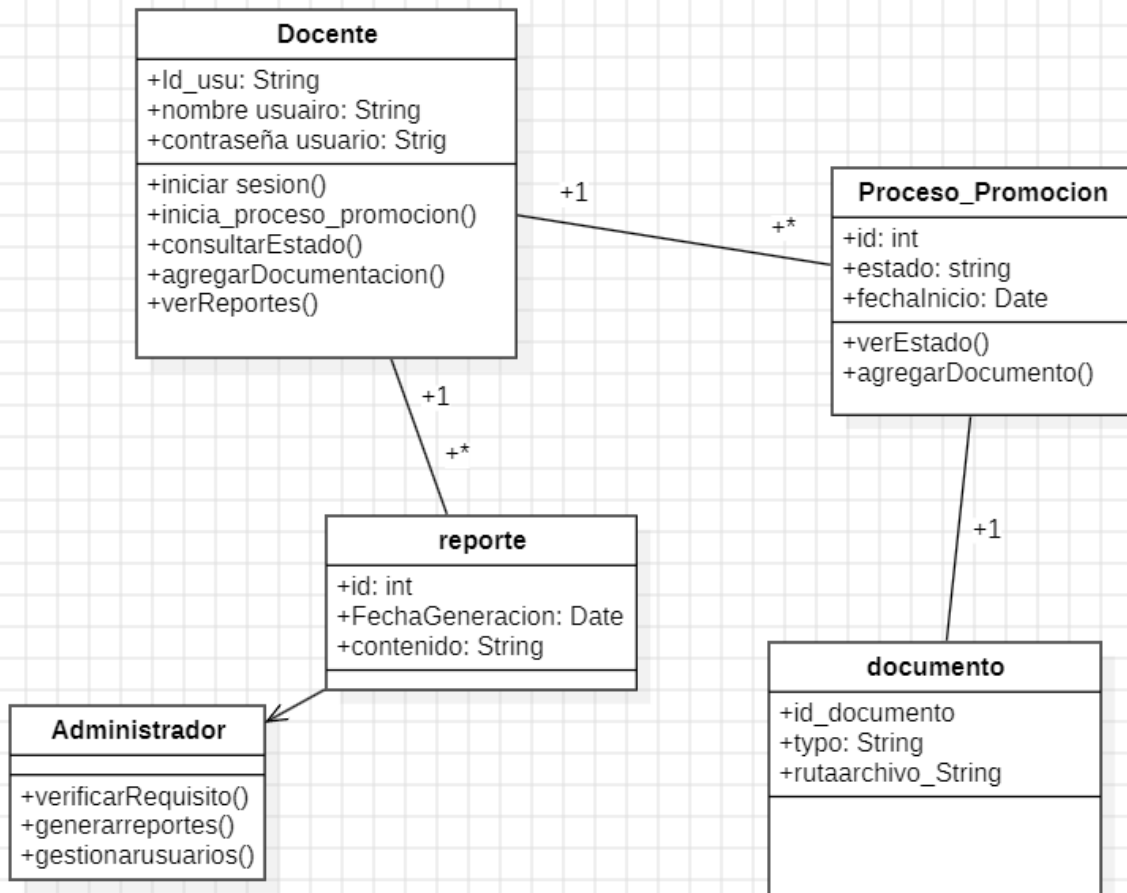 Docente
+Id_usu: String
+nombre usuairo: String
+contraseña usuario: Strig
+iniciar sesion()
+inicia_proceso_promocion()
+consultarEstado()
+agregarDocumentacion()
+verReportes()
+1
+*
Proceso_Promocion
+id: int
+estado: string
+fechaInicio: Date
+verEstado()
+agregarDocumento()
+1
+*
reporte
+id: int
+FechaGeneracion: Date
+contenido: String
+1
Administrador
+verificarRequisito()
+generarreportes()
+gestionarusuarios()
documento
+id_documento
+typo: String
+rutaarchivo_String